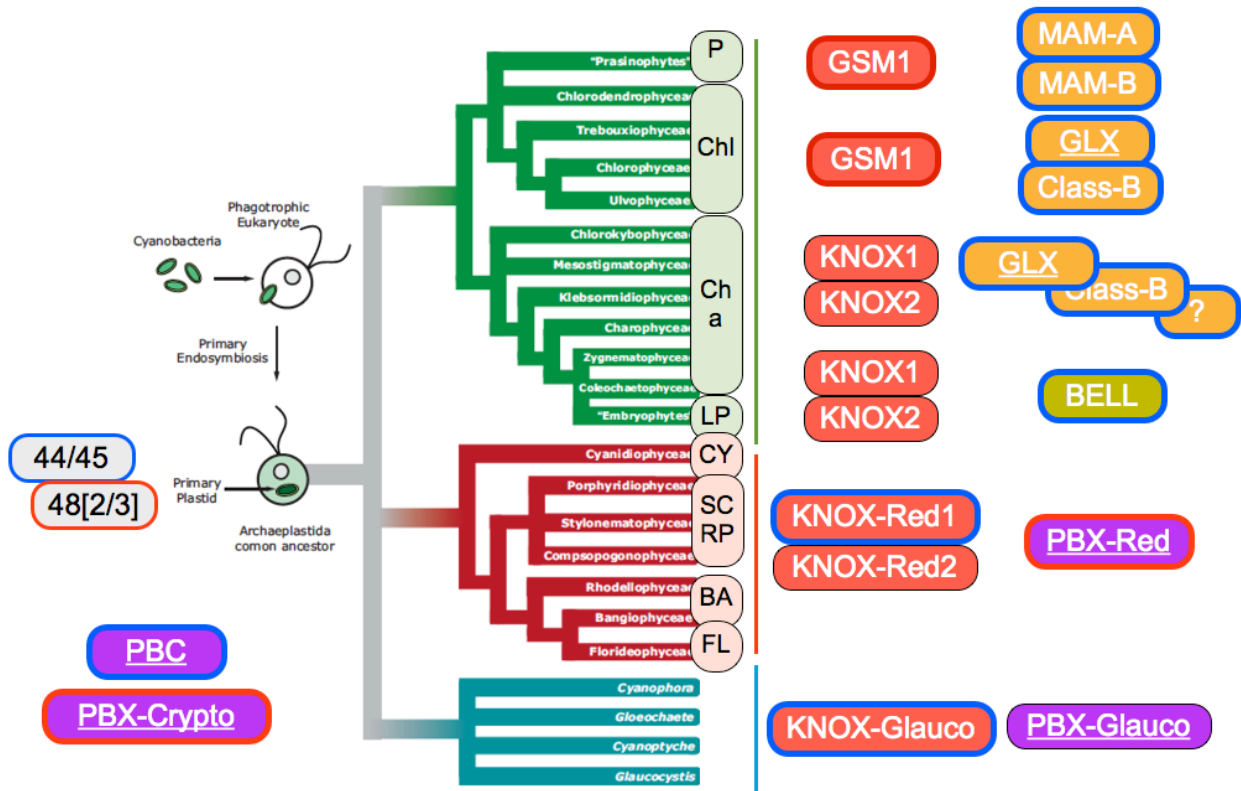 Phagotrophic
Eukaryote
Cyanobacteria
Primary
Endosymbiosis
44/45
48[2/3]
Primary
Plastid
Archaeplastida
comon ancestor
PBC
PBX-Crypto
"Prasinophytes"
Chlorodendrophyceae
Trebouxiophyceae
Chlorophyceae
Ulvophyceae
Chlorokybophyceae
Mesostigmatophyceae
Klebsormidiophyceae
Charophyceae
Zygnematophyceae
Coleochaetophyceae
"Embryophytes"
Cyanidiophyceae
Porphyridiophyceae
Stylonematophyceae
Compsopogonophyceae
Rhodellophyceae
Bangiophyceae
Florideophyceae
Cyanophora
Gloeochaete
Cyanoptyche
Glaucocystis
P
Chl
Ch
a
LP
CY
SC
RP
BA
FL
GSM1
GSM1
KNOX1
KNOX2
KNOX1
KNOX2
KNOX-Red1
KNOX-Red2
KNOX-Glauco
MAM-A
MAM-B
GLX
Class-B
GLX
Class-B
?
BELL
PBX-Red
PBX-Glauco